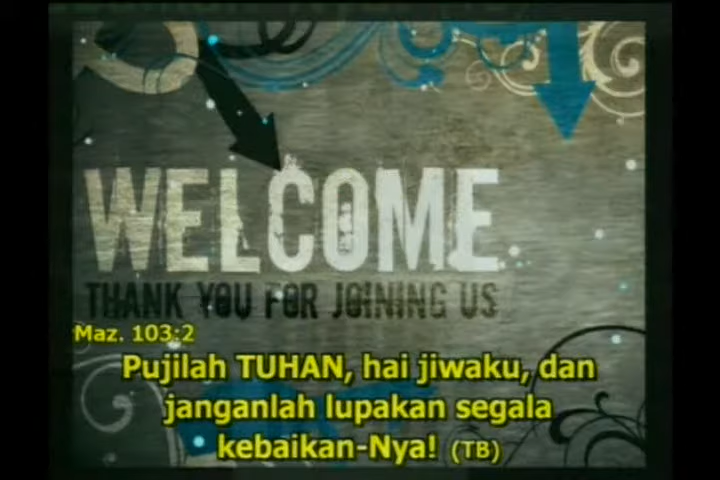 WELCOME
THANK YOU FOR JOINING US
Maz. 103:2
Pujilah TUHAN, hai jiwaku, dan
janganlah lupakan segala
kebaikan-Nya! (TB)